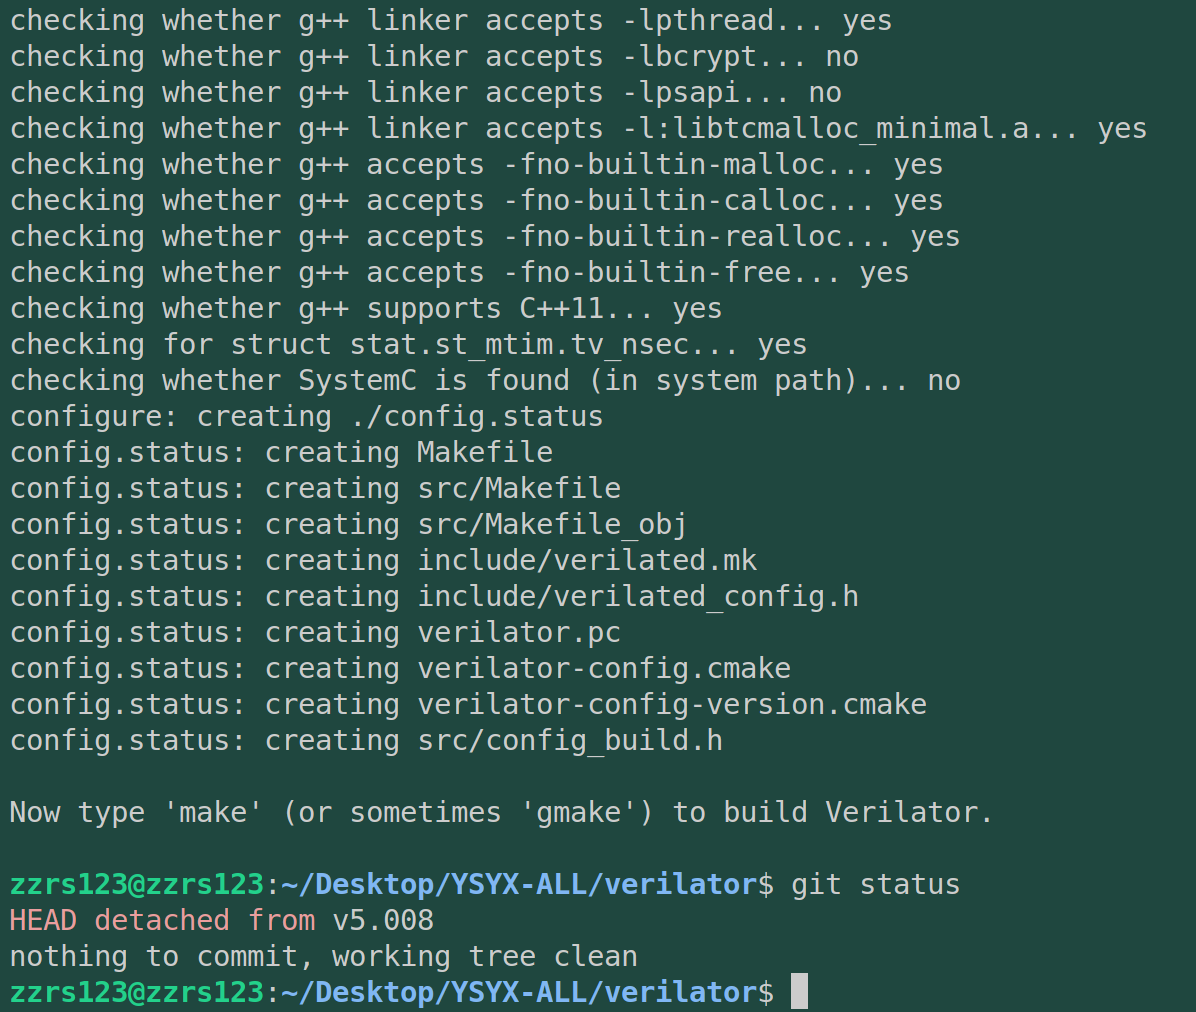 checking whether g++ linker accepts -lpthread... yes
checking whether g++ linker accepts -lbcrypt... no
checking whether g++ linker accepts -lpsapi... no
checking whether g++ linker accepts -l:libtcmalloc_minimal.a... yes
checking whether g++ accepts -fno-builtin-malloc... yes
checking whether g++ accepts -fno-builtin-calloc... yes
checking whether g++ accepts -fno-builtin-realloc... yes
checking whether g++ accepts -fno-builtin-free... yes
checking whether g++ supports C++11... yes
checking for struct stat.st_mtim.tv_nsec... yes
checking whether SystemC is found (in system path)... no
configure: creating ./config.status
config.status: creating Makefile
config.status: creating src/Makefile
config.status: creating src/Makefile_obj
config.status: creating include/verilated.mk
config.status: creating include/verilated_config.h
config.status: creating verilator.pc
config.status: creating verilator-config.cmake
config.status: creating verilator-config-version.cmake
config.status: creating src/config_build.h
Now type 'make' (or sometimes 'gmake') to build Verilator.
zzrs123@zzrs123:~/Desktop/YSYX-ALL/verilator$ git status
HEAD detached from v5.008
nothing to commit, working tree clean
zzrs123@zzrs123:~/Desktop/YSYX-ALL/verilator$